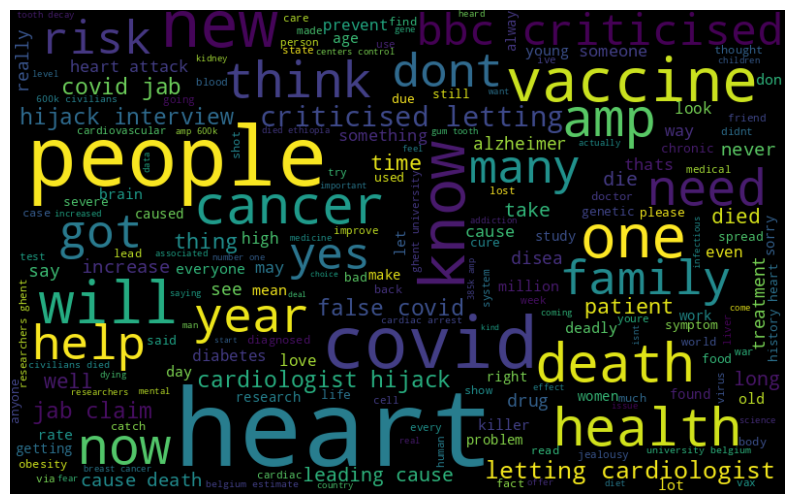 tooth decay
risk
new
care
made
prevent
find
gene
heard
bbc criticised
really
heart attack
person
state
age
centers control
use
alway
young
someone
thought
children
covid jab
think
dont
vaccine
600k civilians
kidney
level
going
blood
due
still
live
want
don
hijack interview
criticised letting
amp
look
cardiovascular
amp 600k
died ethiopia
something
gum tooth
friend
didnt
people
data
shot
feel
time
used
many
alzheimer
way
never
actually
chronic
thats
try
important
know
lost
die
medical
need
brain
severe
cancer
take
doctor
genetic
please
died
case
increased
caused
ghent university
addiction
cause
spread
got
medicine
improve
let
cure
study
one
even
infectious
test
associated
number one
thing
high
yes
disea
lead
choice
say
increase
everyone
may
bad
make
back
385k amp
system
million
family
treatment
history heart sorry
saying
deal
see
mean
cardiac arrest
week
coming
patient
come
researchers ghent
will
year
false covid
kind
work
man
youre
deadly
symptom
said
start
diagnosed
covid
isnt
world
war
liver
help
diabetes
love
food
civilians died
dying
day
cardiologist hijack
right
death
researchers
mental
effect
well
research
life
cell
show
drug
women
much
found
long
anyone
jab claim
heart
every
issue
virus
old
rate
catch
human
killer
health
science
now
real
problem
getting
read
university belgium
body
obesity
breast cancer
cardiac
leading cause
jealousy
letting cardiologist
via
fear
cause death
belgium estimate
country
fact
offer
diet
vax
lot